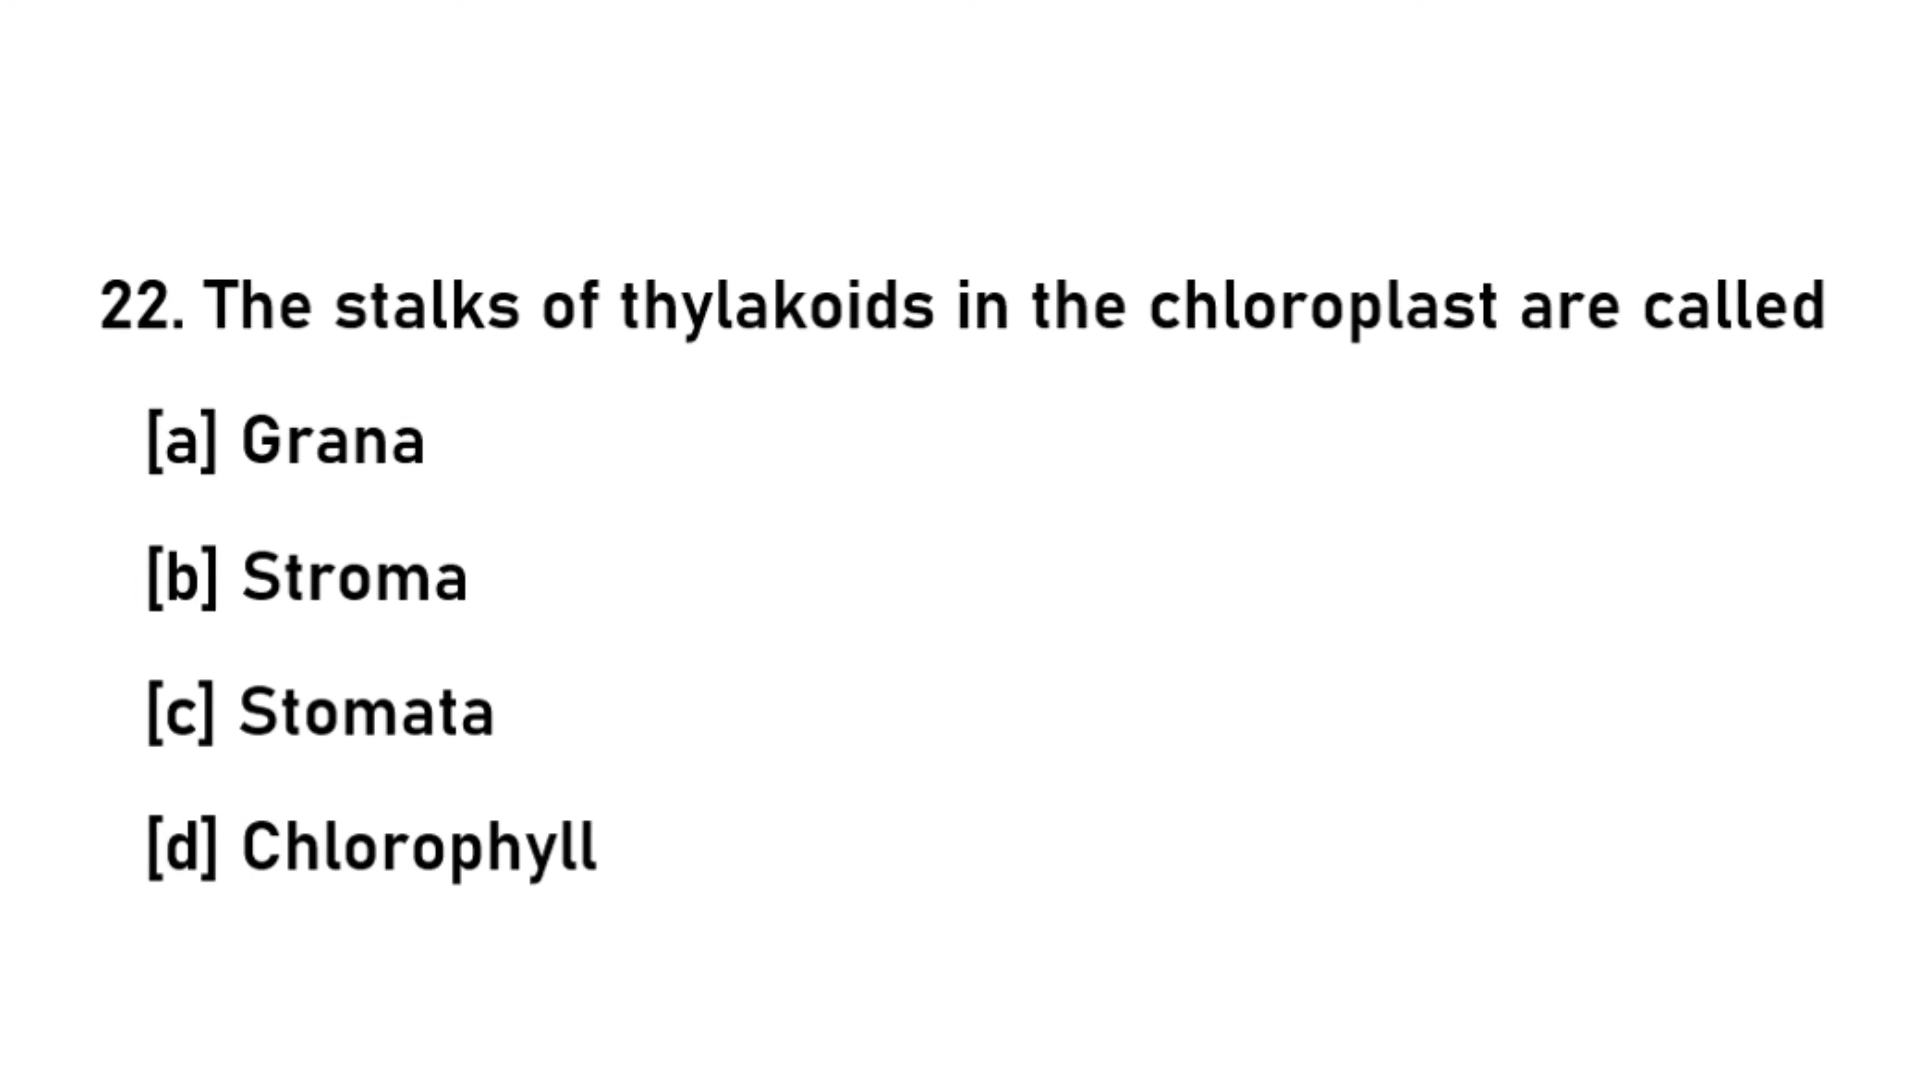 22. The stalks of thylakoids in the chloroplast are called
[a] Grana
[b] Stroma
[c] Stomata
[d] Chlorophyll